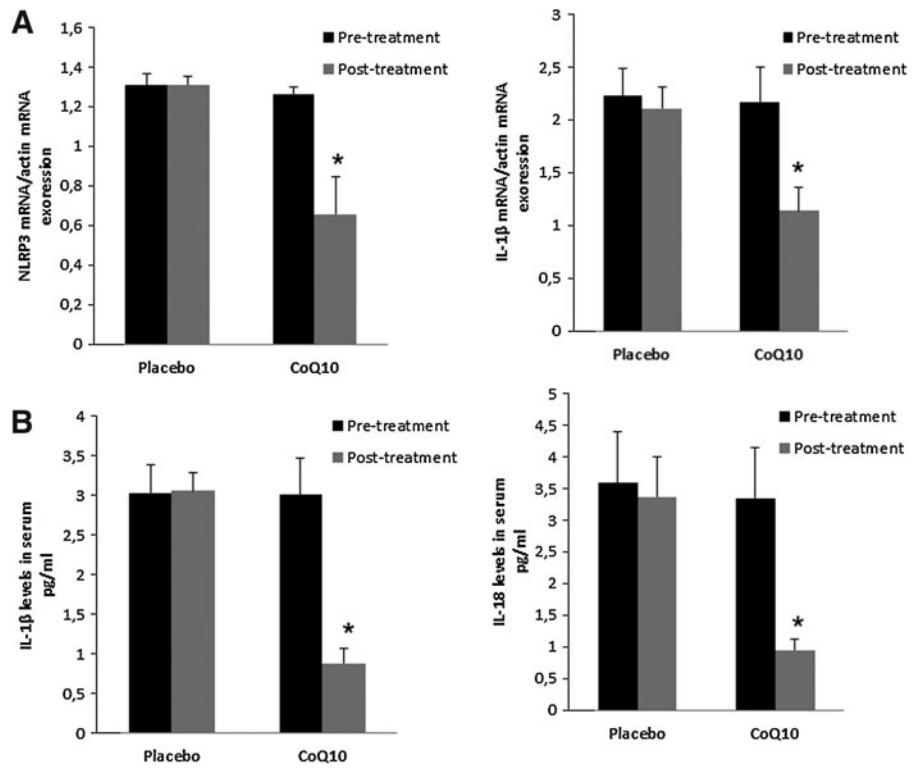 A
NLRP3 mRNA/actin mRNA
exoression
1,6
1,4
1,2
1
0,8
0,6
0,4
0,2
0
Pre-treatment
Post-treatment
*
Placebo
CoQ10
IL-1β mRNA/actin mRNA
exoression
3
2,5
2
1,5
1
0,5
0
Pre-treatment
Post-treatment
*
Placebo
CoQ10
B
IL-1β levels in serum
pg/ml
4
3,5
3
2,5
2
1,5
1
0,5
0
Pre-treatment
Post-treatment
*
Placebo
CoQ10
IL-18 levels in serum
pg/ml
5
4,5
4
3,5
3
2,5
2
1,5
1
0,5
0
Pre-treatment
Post-treatment
*
Placebo
CoQ10